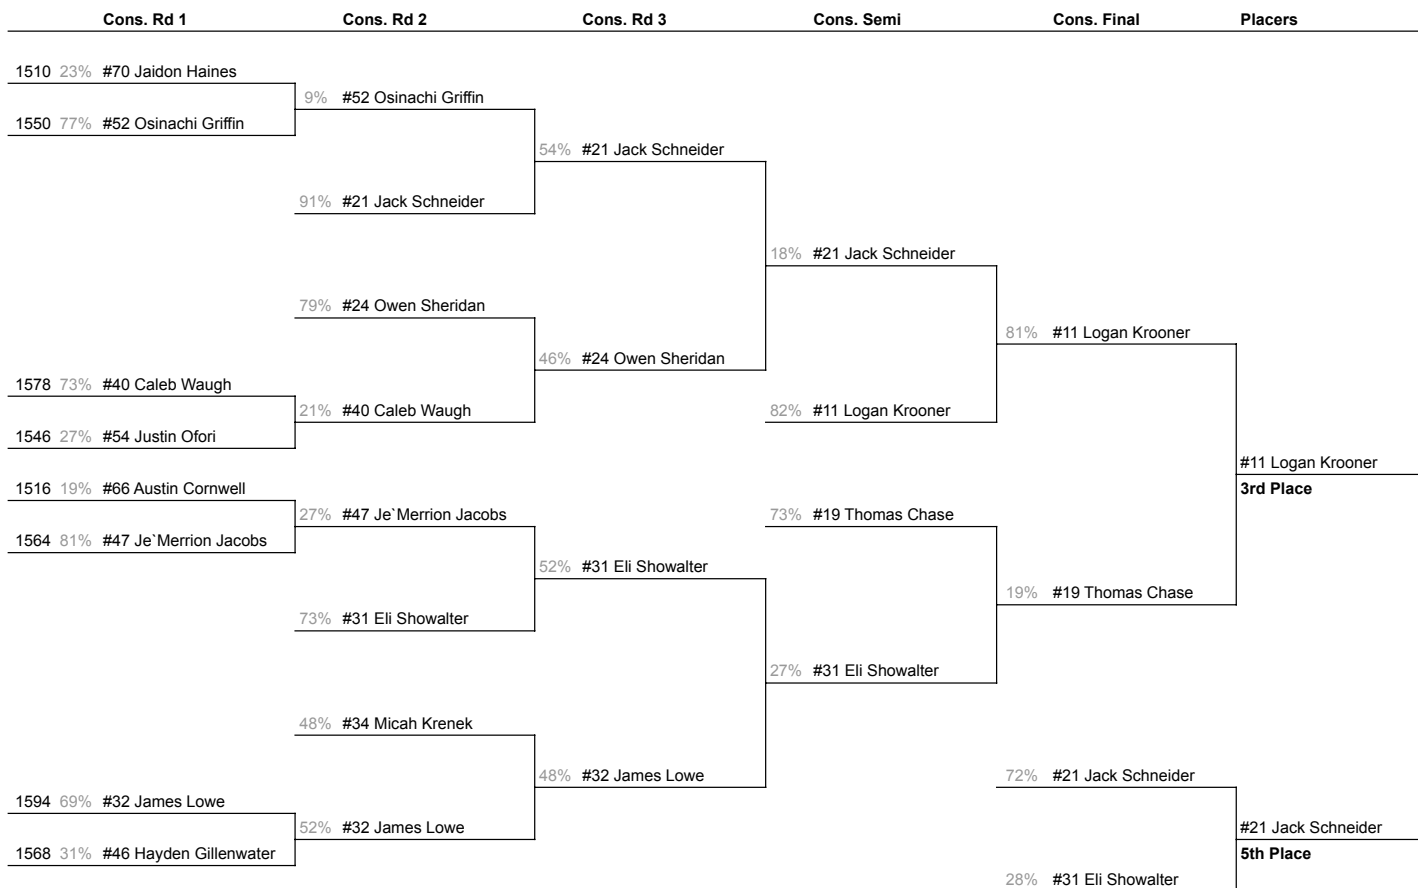 Cons. Rd 1 Cons. Rd 2 Cons. Rd 3 Cons. Semi Cons. Final Placers
1510 23% #70 Jaidon Haines
9% #52 Osinachi Griffin
1550 77% #52 Osinachi Griffin
54% #21 Jack Schneider
91% #21 Jack Schneider
18% #21 Jack Schneider
79% #24 Owen Sheridan
81% #11 Logan Krooner
46% #24 Owen Sheridan
1578 73% #40 Caleb Waugh
21% #40 Caleb Waugh 82% #11 Logan Krooner
1546 27% #54 Justin Ofori
#11 Logan Krooner
1516 19% #66 Austin Cornwell 3rd Place
27% #47 Je`Merrion Jacobs 73% #19 Thomas Chase
1564 81% #47 Je`Merrion Jacobs
52% #31 Eli Showalter
19% #19 Thomas Chase
73% #31 Eli Showalter
27% #31 Eli Showalter
48% #34 Micah Krenek
48% #32 James Lowe 72% #21 Jack Schneider
1594 69% #32 James Lowe
52% #32 James Lowe #21 Jack Schneider
1568 31% #46 Hayden Gillenwater 5th Place
28% #31 Eli Showalter